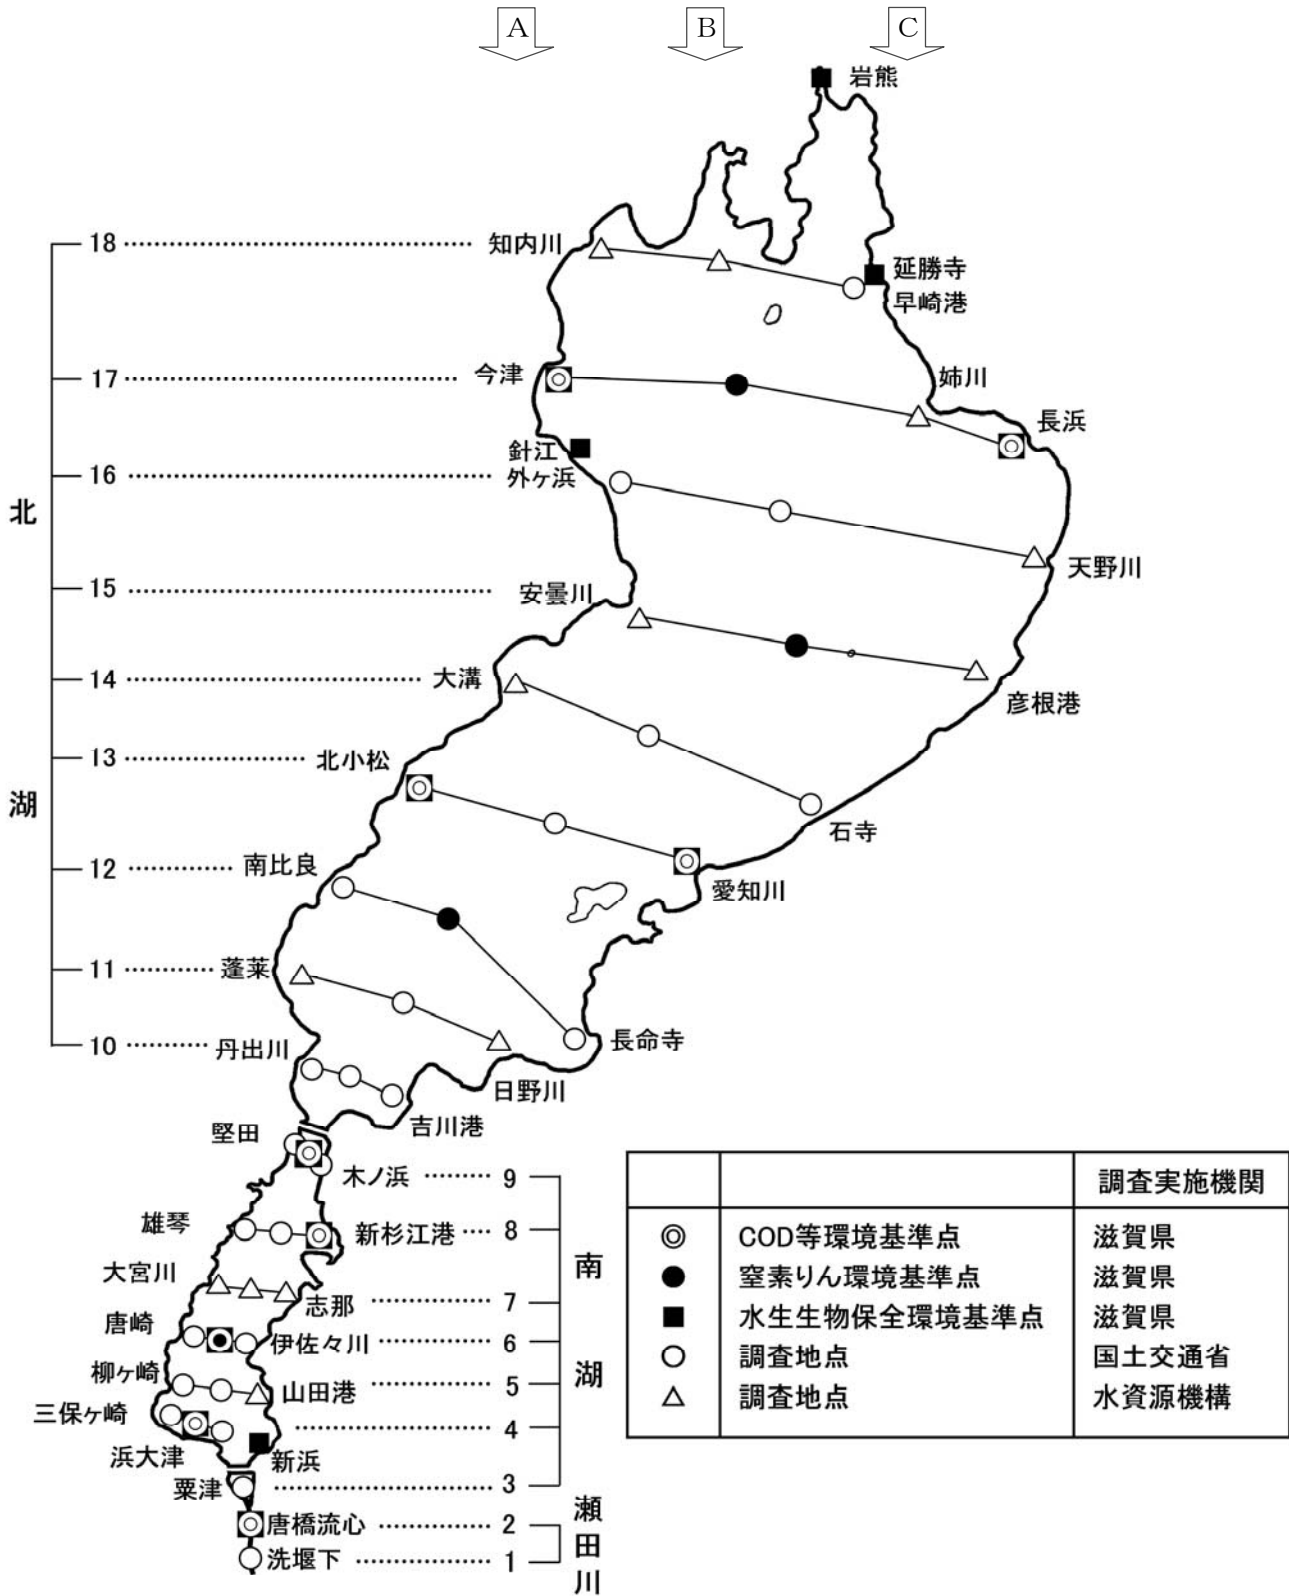 A
B
C
岩熊
18
知内川
延勝寺
早崎港
17
今津
姉川
長浜
針江
16
外ヶ浜
北
天野川
15
安曇川
14
大溝
彦根港
13
北小松
湖
石寺
12
南比良
愛知川
11
蓬莱
10
丹出川
長命寺
日野川
吉川港
堅田
木ノ浜
9
雄琴
新杉江港
8
南
大宮川
志那
7
唐崎
伊佐々川
6
湖
柳ヶ崎
山田港
5
三保ヶ崎
4
浜大津
新浜
粟津
3
瀬田川
唐橋流心
2
洗堰下
1
調査実施機関
◎ COD等環境基準点 滋賀県
● 窒素りん環境基準点 滋賀県
■ 水生生物保全環境基準点 滋賀県
○ 調査地点 国土交通省
△ 調査地点 水資源機構